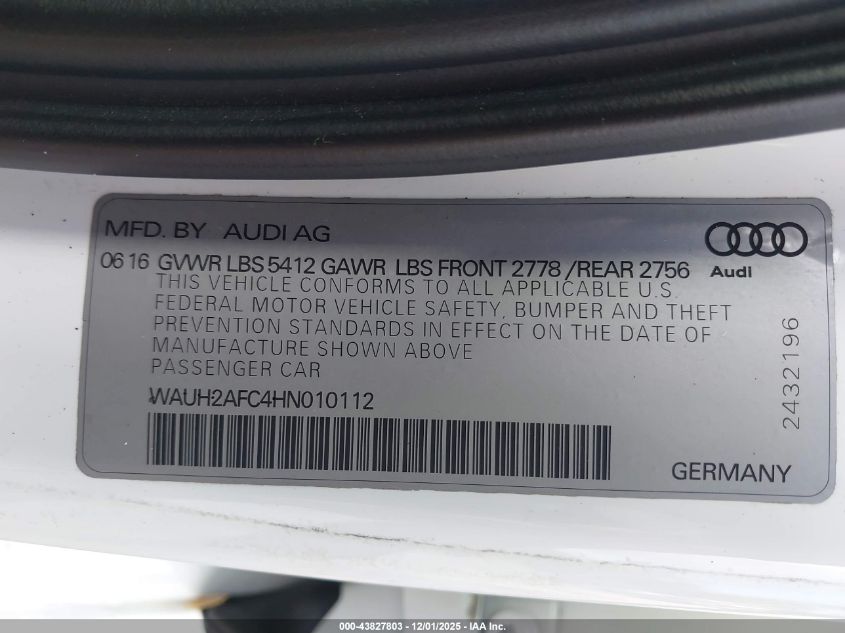 MFD. BY AUDI AG
Audi
06 16 GVWR LBS 5412 GAWR LBS FRONT 2778 /REAR 2756
THIS VEHICLE CONFORMS TO ALL APPLICABLE U.S.
FEDERAL MOTOR VEHICLE SAFETY, BUMPER AND THEFT
PREVENTION STANDARDS IN EFFECT ON THE DATE OF
MANUFACTURE SHOWN ABOVE
PASSENGER CAR
WAUH2AFC4HN010112
2432196
GERMANY
000-43827803 - 12/01/2025 - IAA Inc.